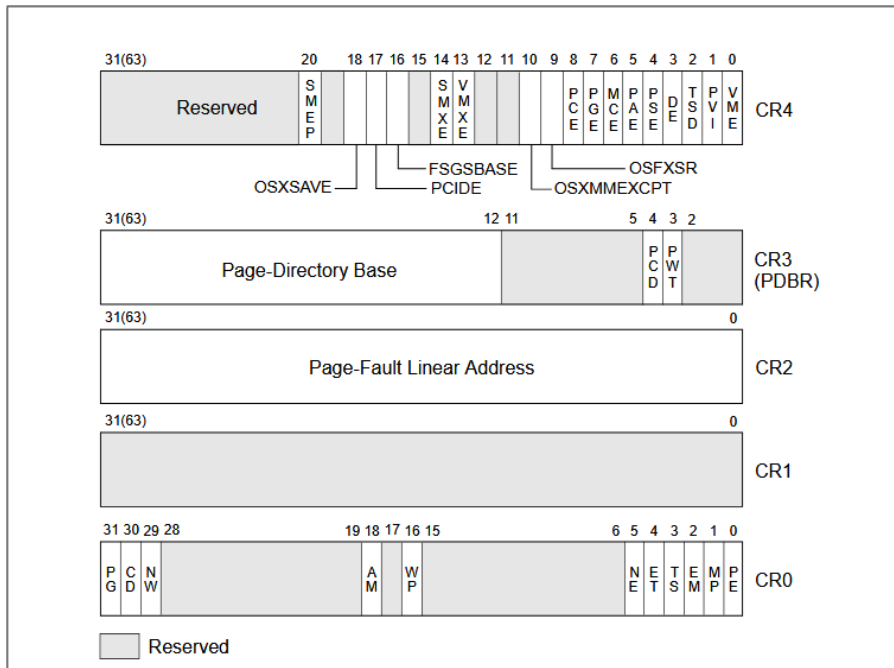 31(63) 20 18 17 16 15 14 13 12 11 10 9 8 7 6 5 4 3 2 1 0
Reserved SMEP SMXE VMXE PCE PGE MCE PAE PSE DE TSD PVI VME CR4
FSGSBASE OSFXSR
OSXSAVE PCIDE OSXMMEXCPT
31(63) 12 11 5 4 3 2
Page-Directory Base PCD PWT CR3
(PDBR)
31(63) 0
Page-Fault Linear Address CR2
31(63) 0
CR1
31 30 29 28 19 18 17 16 15 6 5 4 3 2 1 0
PG CD NW AM WP NE ET TS EM MP PE CR0
Reserved